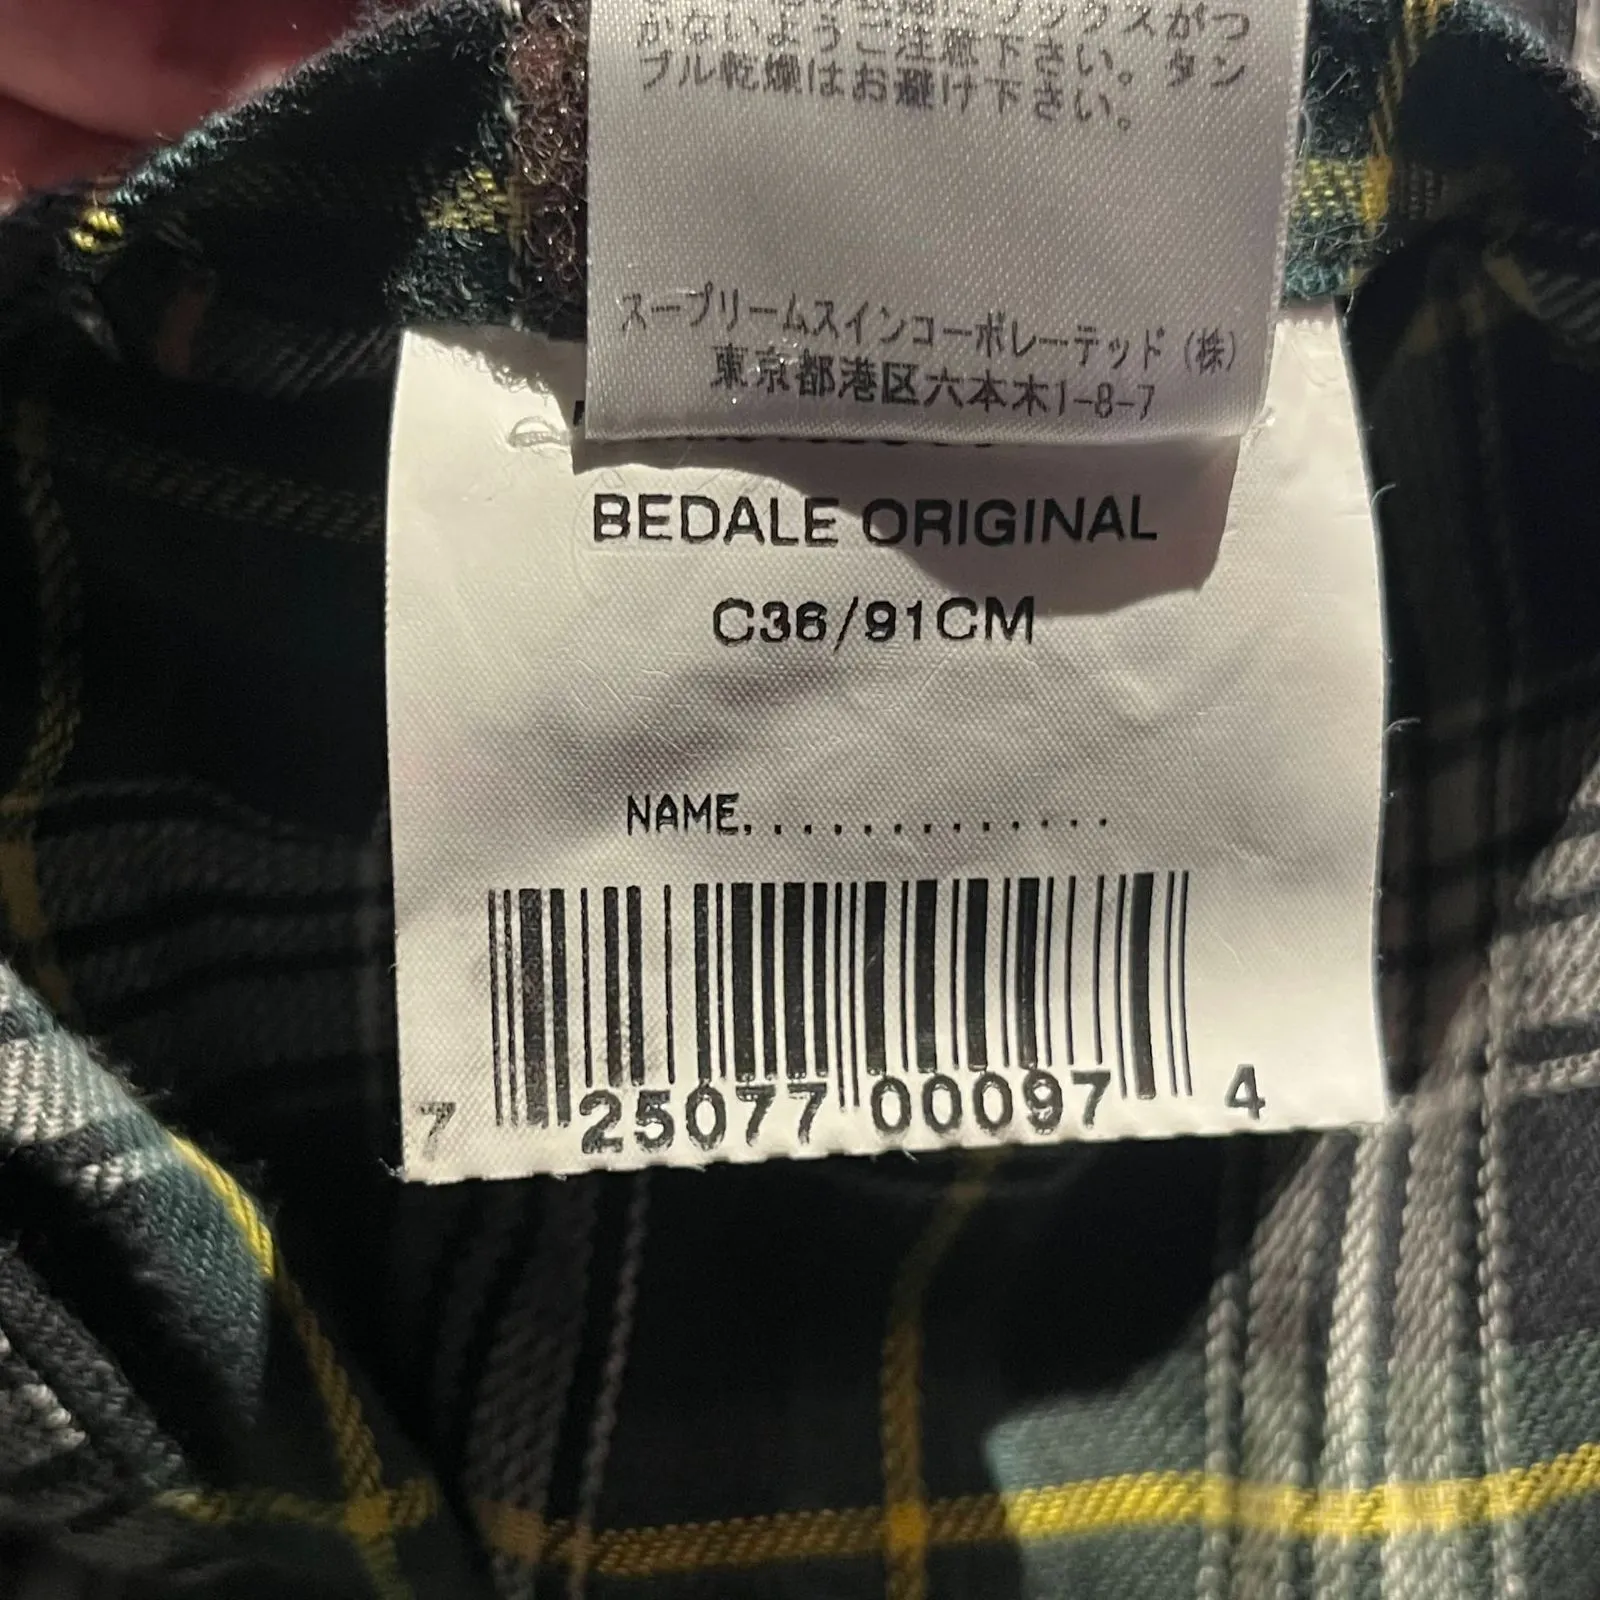 かないようご注意下さい。タン
ブル乾燥はお避け下さい。
スープリームスインコーポレーテッド（株）
東京都港区六本木1-8-7
BEDALE ORIGINAL
C36/91CM
NAME..............
7 25077 00097 4